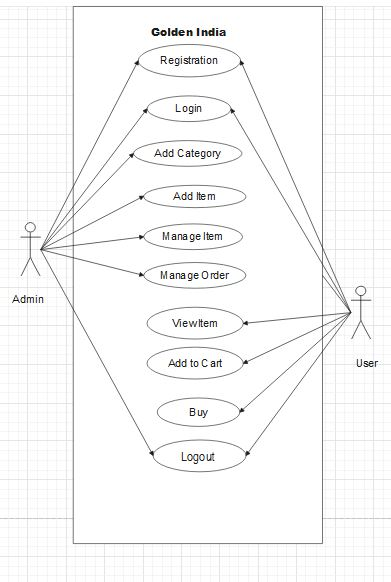 Golden India
Registration
Login
Add Category
Add Item
Manage Item
Manage Order
Admin
ViewItem
Add to Cart
User
Buy
Logout